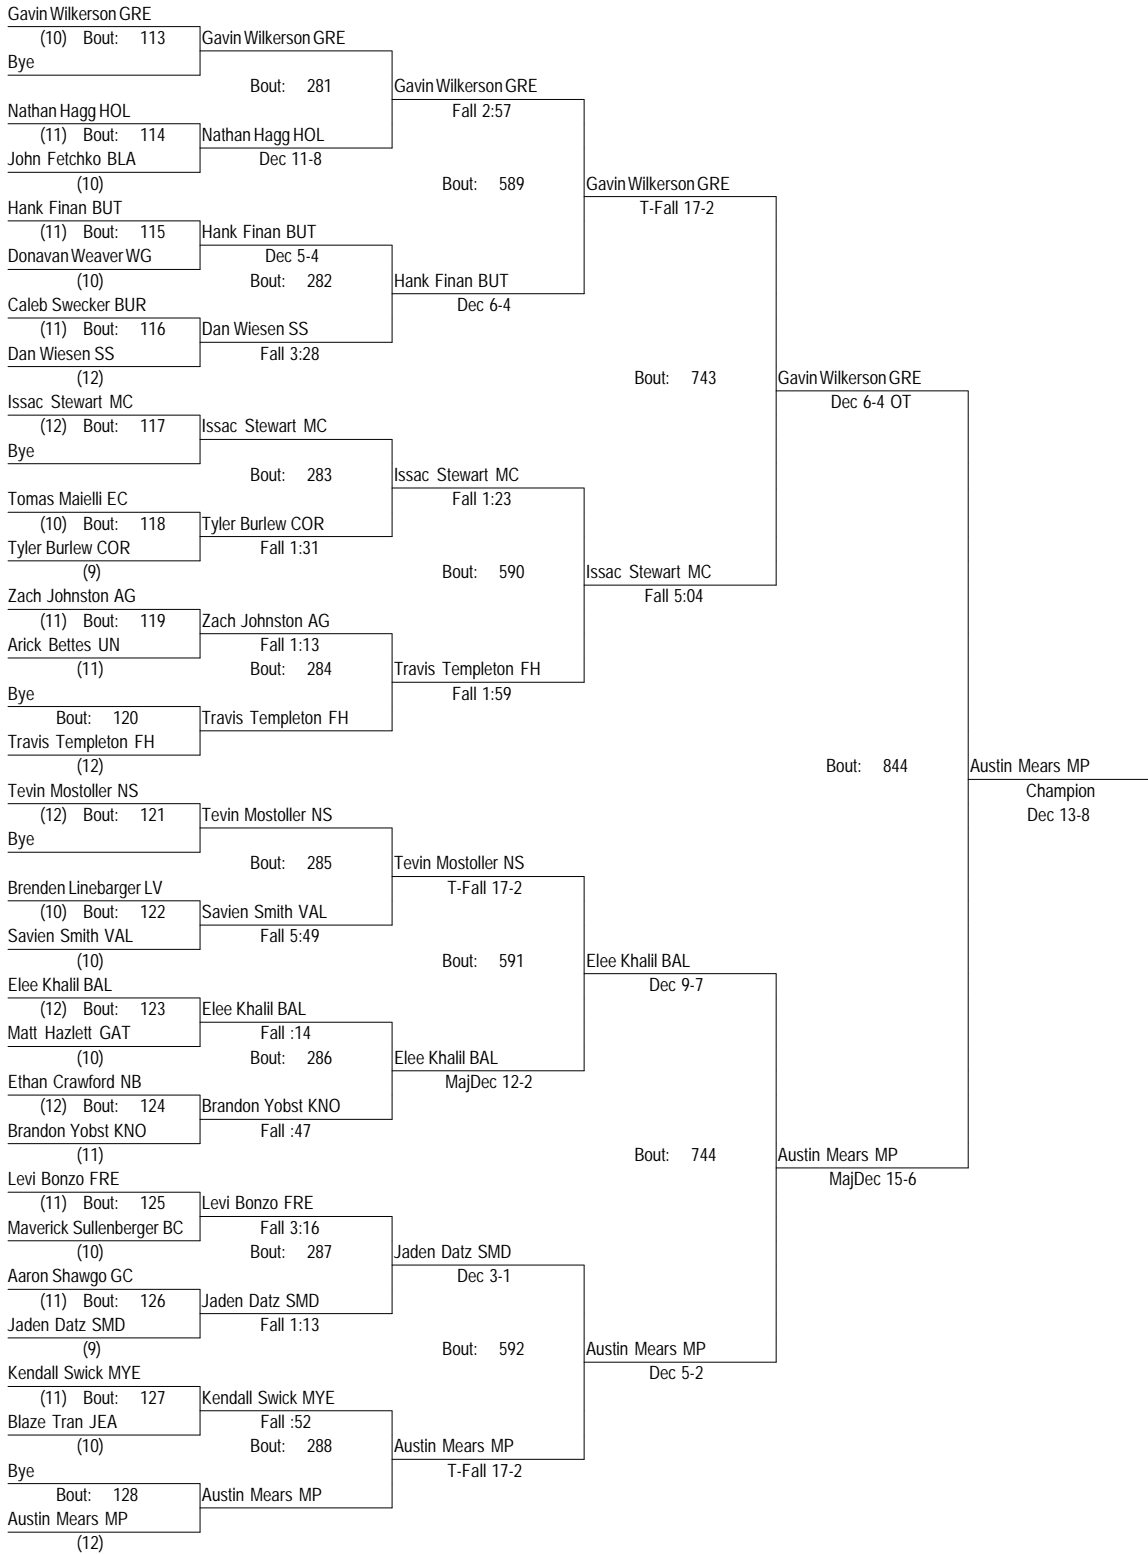 Gavin Wilkerson GRE
(10) Bout: 113 Gavin Wilkerson GRE
Bye
Bout: 281 Gavin Wilkerson GRE
Nathan Hagg HOL Fall 2:57
(11) Bout: 114 Nathan Hagg HOL
John Fetchko BLA Dec 11-8
(10) Bout: 589 Gavin Wilkerson GRE
Hank Finan BUT T-Fall 17-2
(11) Bout: 115 Hank Finan BUT
Donavan Weaver WG Dec 5-4
(10) Bout: 282 Hank Finan BUT
Caleb Swecker BUR Dec 6-4
(11) Bout: 116 Dan Wiesen SS
Dan Wiesen SS Fall 3:28
(12) Bout: 743 Gavin Wilkerson GRE
Issac Stewart MC Dec 6-4 OT
(12) Bout: 117 Issac Stewart MC
Bye
Bout: 283 Issac Stewart MC
Tomas Maielli EC Fall 1:23
(10) Bout: 118 Tyler Burlew COR
Tyler Burlew COR Fall 1:31
(9) Bout: 590 Issac Stewart MC
Zach Johnston AG Fall 5:04
(11) Bout: 119 Zach Johnston AG
Arick Bettes UN Fall 1:13
(11) Bout: 284 Travis Templeton FH
Bye Fall 1:59
Bout: 120 Travis Templeton FH
Travis Templeton FH
(12) Bout: 844 Austin Mears MP
Tevin Mostoller NS Champion
(12) Bout: 121 Tevin Mostoller NS Dec 13-8
Bye
Bout: 285 Tevin Mostoller NS
Brenden Linebarger LV T-Fall 17-2
(10) Bout: 122 Savien Smith VAL
Savien Smith VAL Fall 5:49
(10) Bout: 591 Elee Khalil BAL
Elee Khalil BAL Dec 9-7
(12) Bout: 123 Elee Khalil BAL
Matt Hazlett GAT Fall :14
(10) Bout: 286 Elee Khalil BAL
Ethan Crawford NB MajDec 12-2
(12) Bout: 124 Brandon Yobst KNO
Brandon Yobst KNO Fall :47
(11) Bout: 744 Austin Mears MP
Levi Bonzo FRE MajDec 15-6
(11) Bout: 125 Levi Bonzo FRE
Maverick Sullenberger BC Fall 3:16
(10) Bout: 287 Jaden Datz SMD
Aaron Shawgo GC Dec 3-1
(11) Bout: 126 Jaden Datz SMD
Jaden Datz SMD Fall 1:13
(9) Bout: 592 Austin Mears MP
Kendall Swick MYE Dec 5-2
(11) Bout: 127 Kendall Swick MYE
Blaze Tran JEA Fall :52
(10) Bout: 288 Austin Mears MP
Bye T-Fall 17-2
Bout: 128 Austin Mears MP
Austin Mears MP
(12)